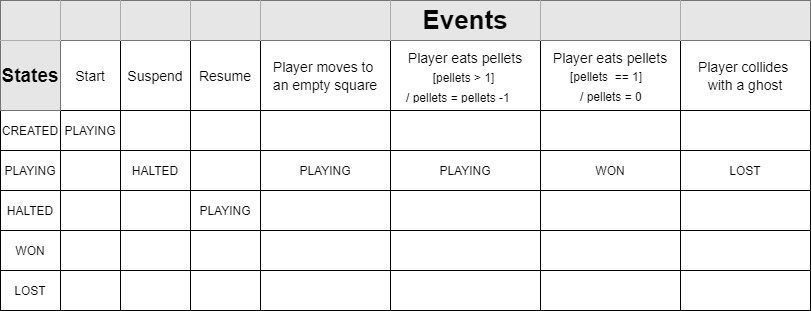 Events
States
Start
Suspend
Resume
Player moves to
an empty square
Player eats pellets
[pellets > 1]
/ pellets = pellets -1
Player eats pellets
[pellets == 1]
/ pellets = 0
Player collides
with a ghost
CREATED PLAYING
PLAYING HALTED PLAYING PLAYING WON LOST
HALTED PLAYING
WON
LOST